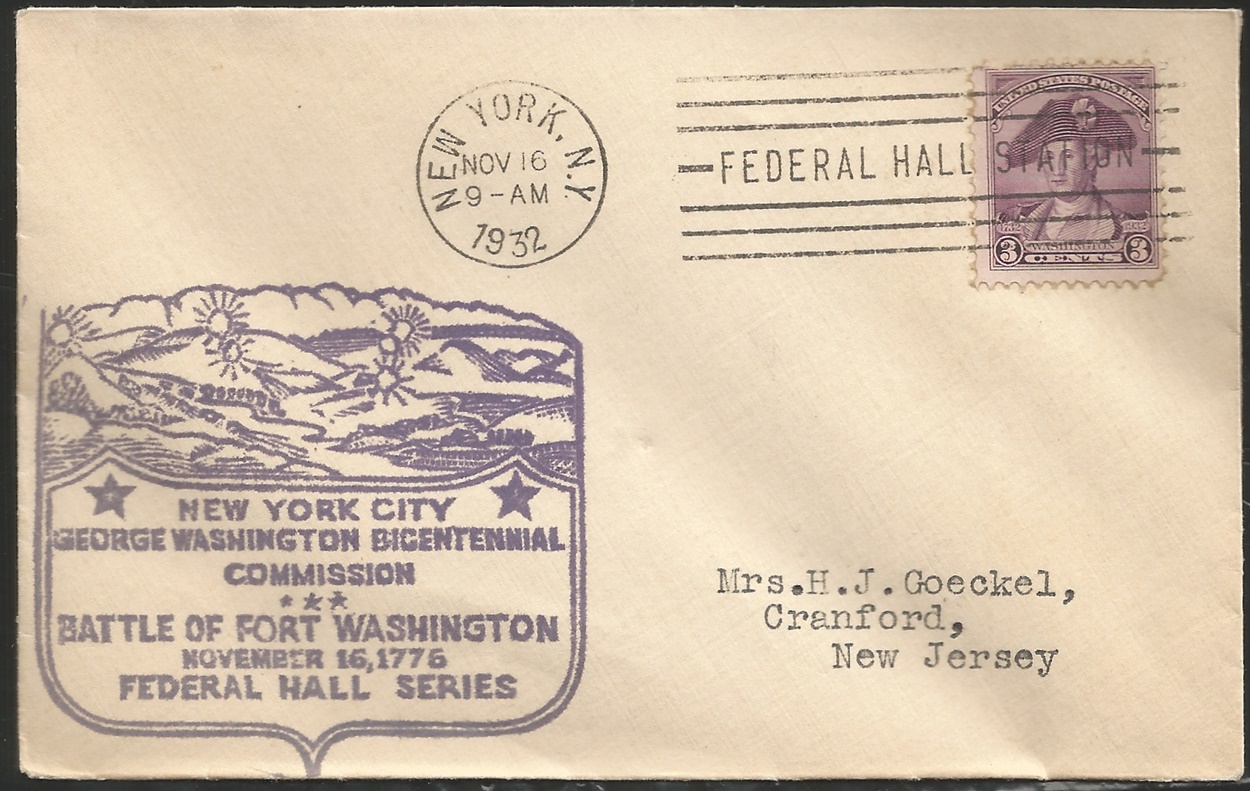 NEW YORK, N.Y.
NOV 16
9-AM
1932
FEDERAL HALL STATION
UNITED STATES POSTAGE
1732 1932
WASHINGTON
3 CENTS 3
NEW YORK CITY
GEORGE WASHINGTON BICENTENNIAL
COMMISSION
BATTLE OF FORT WASHINGTON
NOVEMBER 16, 1776
FEDERAL HALL SERIES
Mrs.H.J.Goeckel,
Cranford,
New Jersey